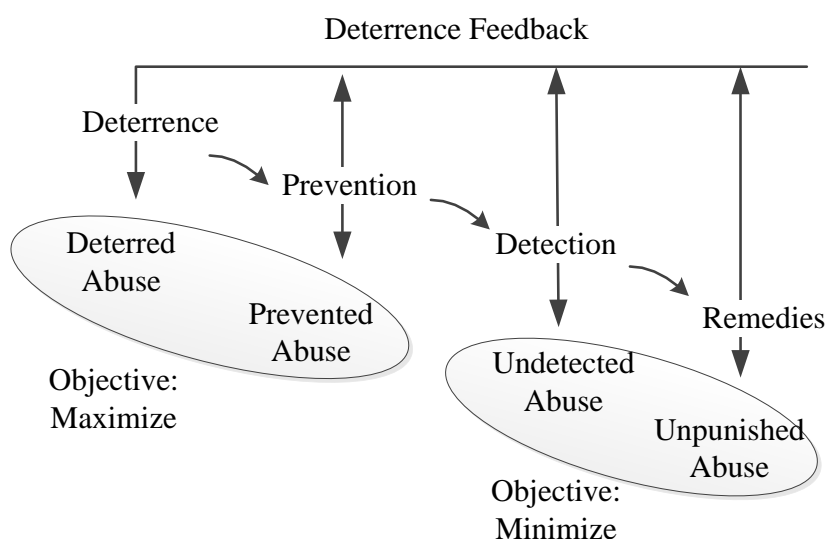 Deterrence Feedback
Deterrence
Prevention
Detection
Remedies
Deterred
Abuse
Prevented
Abuse
Objective:
Maximize
Undetected
Abuse
Unpunished
Abuse
Objective:
Minimize